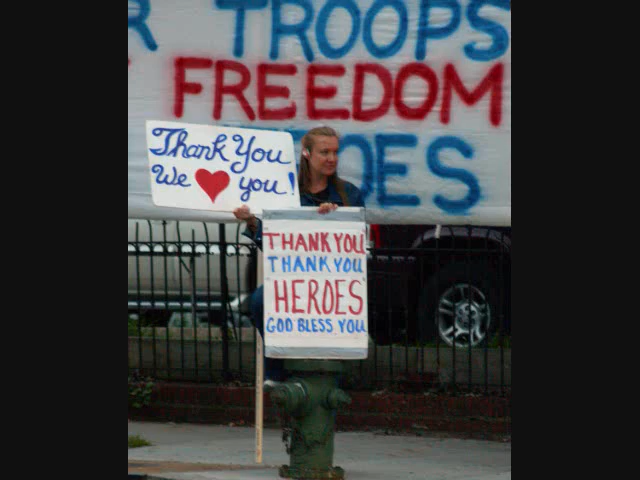 R TROOPS
FREEDOM
OES
Thank You
We ♥ you!
THANK YOU!
THANK YOU
HEROES
GOD BLESS YOU